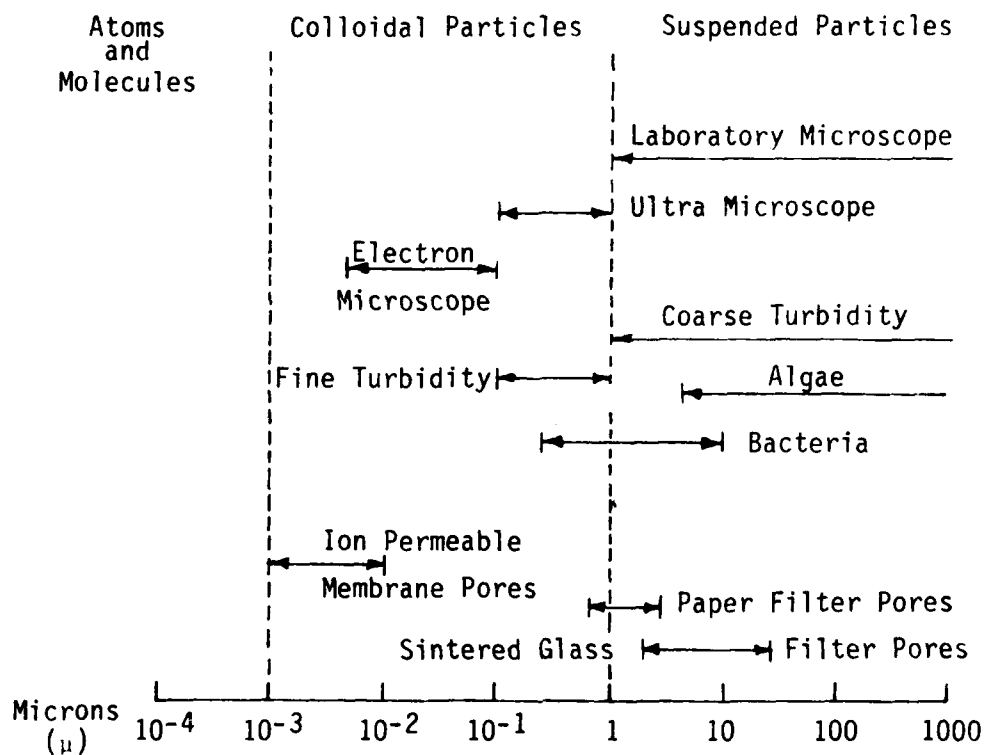 Atoms
and
Molecules
Colloidal Particles
Suspended Particles
Laboratory Microscope
Ultra Microscope
Electron
Microscope
Coarse Turbidity
Fine Turbidity
Algae
Bacteria
Ion Permeable
Membrane Pores
Paper Filter Pores
Sintered Glass Filter Pores
Microns
(μ)
10⁻⁴ 10⁻³ 10⁻² 10⁻¹ 1 10 100 1000